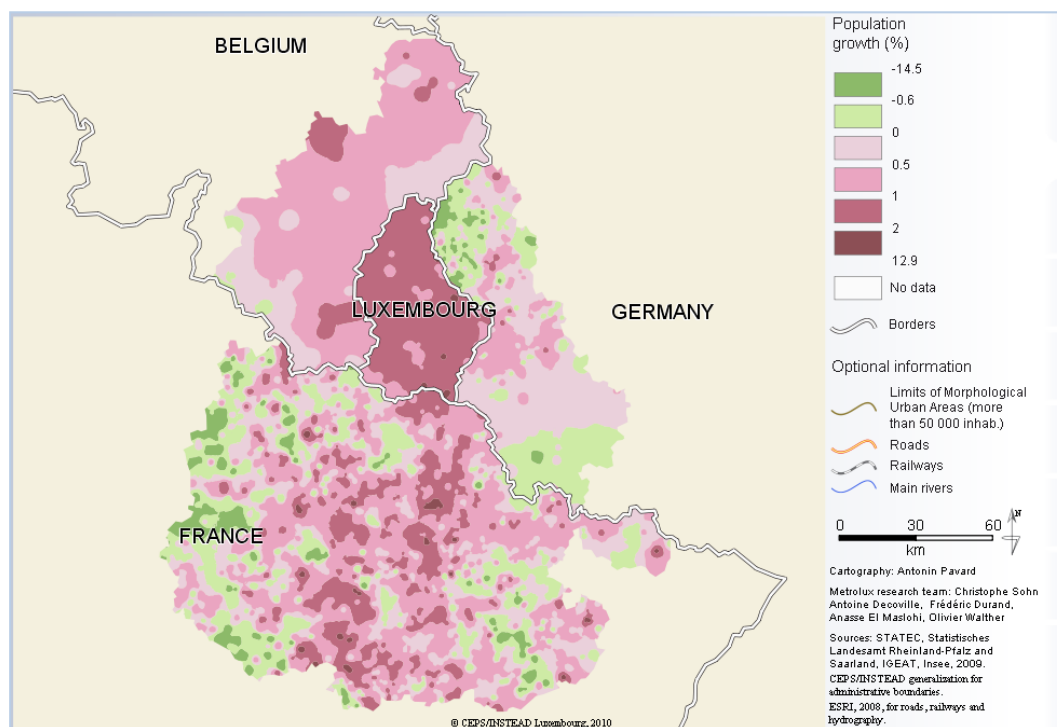 BELGIUM
LUXEMBOURG
GERMANY
FRANCE
© CEPS/INSTEAD Luxembourg, 2010
Population
growth (%)
-14.5
-0.6
0
0.5
1
2
12.9
No data
Borders
Optional information
Limits of Morphological
Urban Areas (more
than 50 000 inhab.)
Roads
Railways
Main rivers
N
0 30 60
km
Cartography: Antonin Pavard
Metrolux research team: Christophe Sohn
Antoine Decoville, Frédéric Durand,
Anasse El Maslohi, Olivier Walther
Sources: STATEC, Statistisches
Landesamt Rheinland-Pfalz and
Saarland, IGEAT, Insee, 2009.
CEPS/INSTEAD generalization for
administrative boundaries.
ESRI, 2008, for roads, railways and
hydrography.